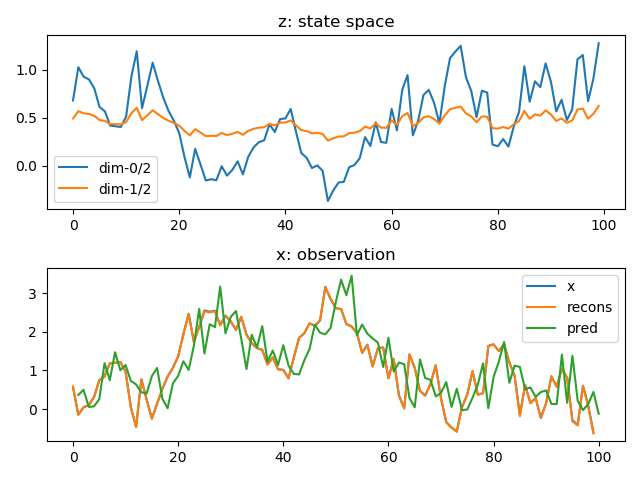 z: state space
1.0
0.5
0.0
dim-0/2
dim-1/2
0 20 40 60 80 100
x: observation
3
2
1
0
x
recons
pred
0 20 40 60 80 100